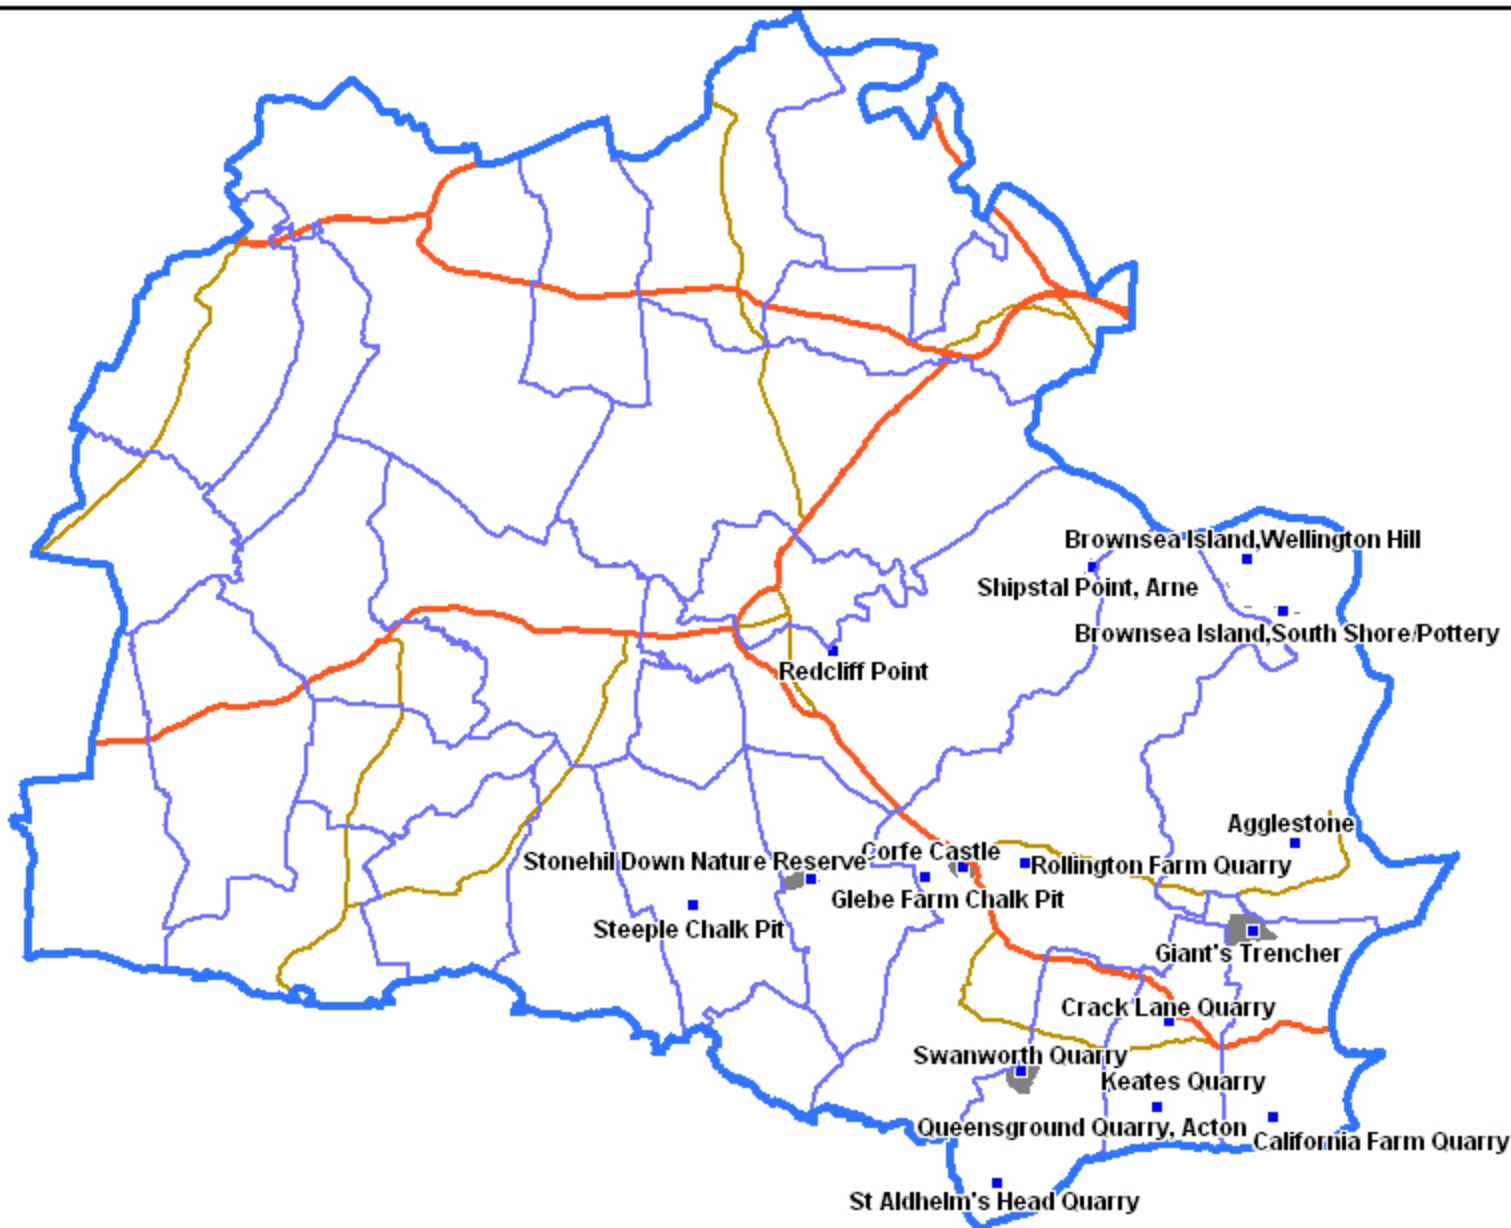 Brownsea Island,Wellington Hill
Shipstal Point, Arne
Brownsea Island,South Shore/Pottery
Redcliff Point
Agglestone
Corfe Castle
Stonehil Down Nature Reserve
Rollington Farm Quarry
Glebe Farm Chalk Pit
Steeple Chalk Pit
Giant's Trencher
Crack Lane Quarry
Swanworth Quarry
Keates Quarry
Queensground Quarry, Acton
California Farm Quarry
St Aldhelm's Head Quarry